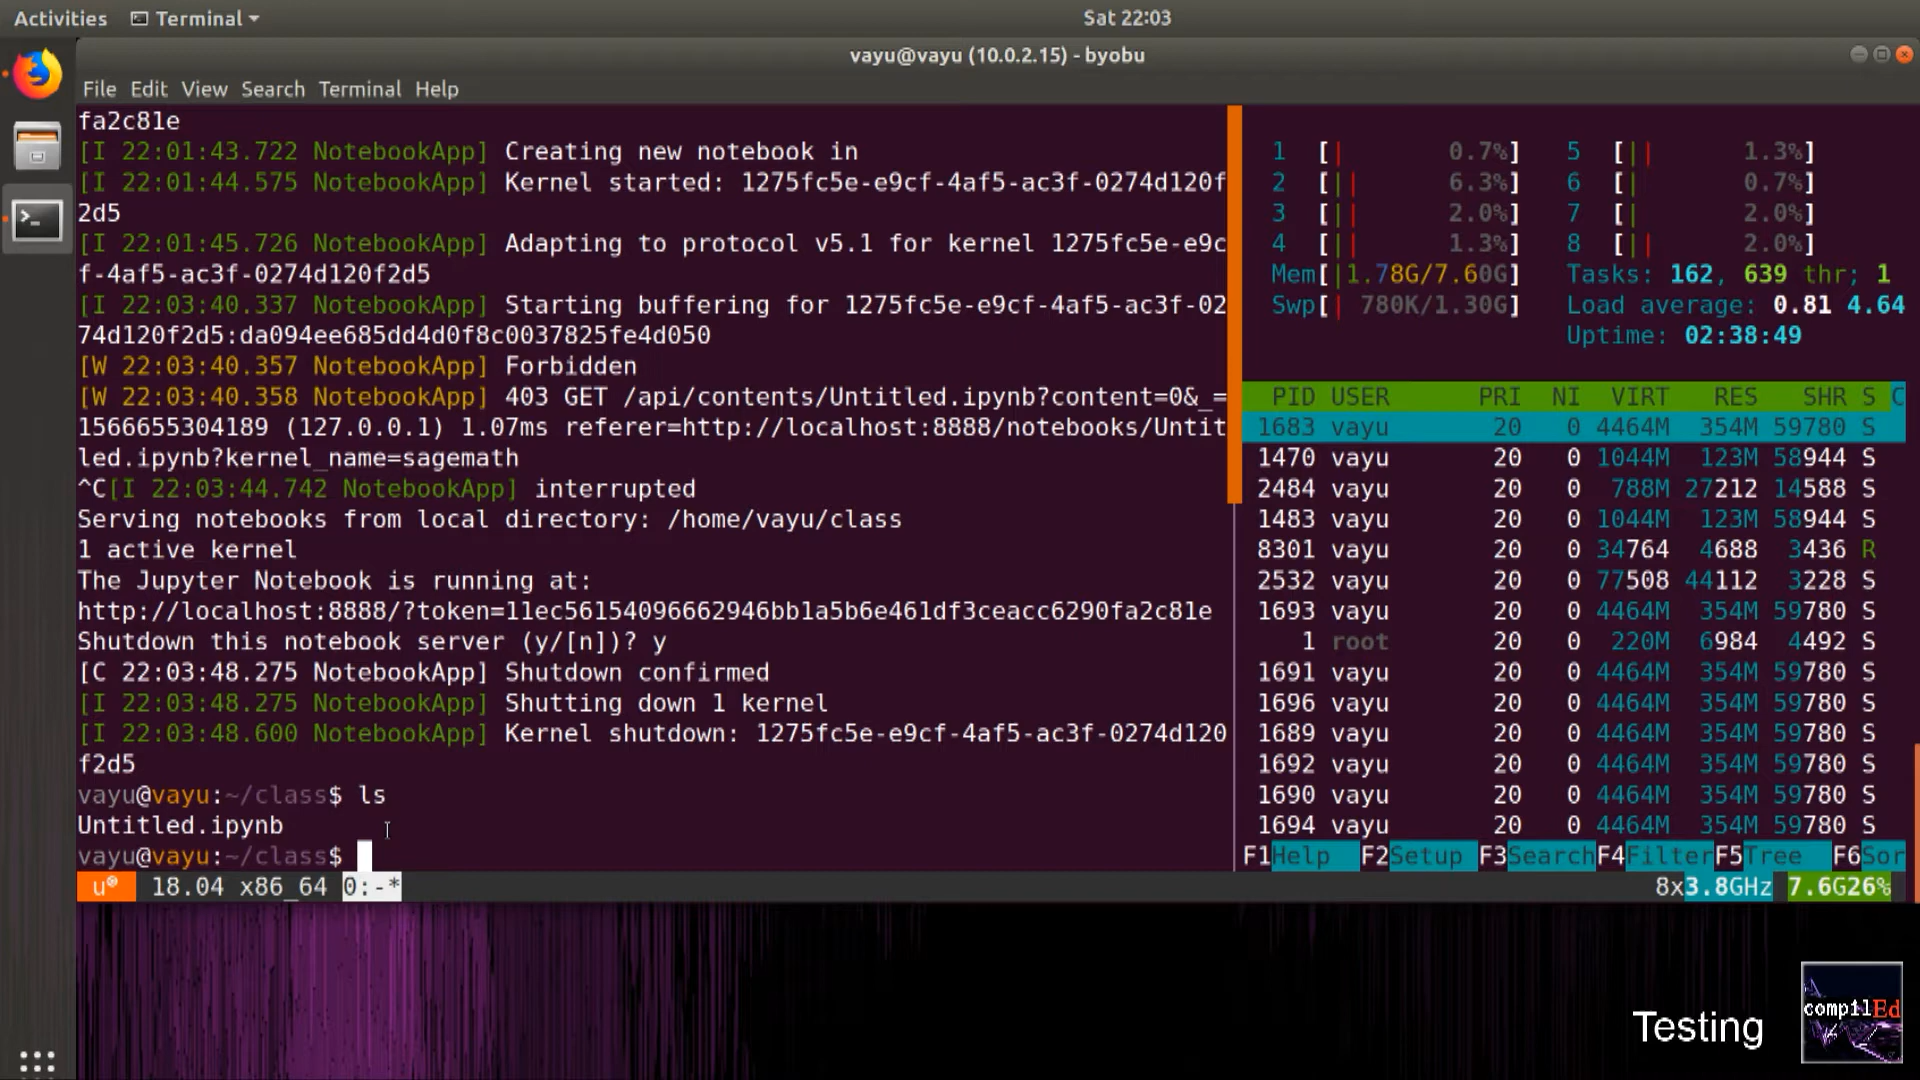 Activities Terminal Sat 22:03
vayu@vayu (10.0.2.15) - byobu
File Edit View Search Terminal Help
fa2c81e
[I 22:01:43.722 NotebookApp] Creating new notebook in
[I 22:01:44.575 NotebookApp] Kernel started: 1275fc5e-e9cf-4af5-ac3f-0274d120f
2d5
[I 22:01:45.726 NotebookApp] Adapting to protocol v5.1 for kernel 1275fc5e-e9c
f-4af5-ac3f-0274d120f2d5
[I 22:03:40.337 NotebookApp] Starting buffering for 1275fc5e-e9cf-4af5-ac3f-02
74d120f2d5:da094ee685dd4d0f8c0037825fe4d050
[W 22:03:40.357 NotebookApp] Forbidden
[W 22:03:40.358 NotebookApp] 403 GET /api/contents/Untitled.ipynb?content=0&_=
1566655304189 (127.0.0.1) 1.07ms referer=http://localhost:8888/notebooks/Untit
led.ipynb?kernel_name=sagemath
^C[I 22:03:44.742 NotebookApp] interrupted
Serving notebooks from local directory: /home/vayu/class
1 active kernel
The Jupyter Notebook is running at:
http://localhost:8888/?token=11ec56154096662946bb1a5b6e461df3ceacc6290fa2c81e
Shutdown this notebook server (y/[n])? y
[C 22:03:48.275 NotebookApp] Shutdown confirmed
[I 22:03:48.275 NotebookApp] Shutting down 1 kernel
[I 22:03:48.600 NotebookApp] Kernel shutdown: 1275fc5e-e9cf-4af5-ac3f-0274d120
f2d5
vayu@vayu:~/class$ ls
Untitled.ipynb
vayu@vayu:~/class$
1 [| 0.7%] 5 [|| 1.3%]
2 [|| 6.3%] 6 [| 0.7%]
3 [|| 2.0%] 7 [| 2.0%]
4 [|| 1.3%] 8 [|| 2.0%]
Mem[|1.78G/7.60G] Tasks: 162, 639 thr; 1
Swp[| 780K/1.30G] Load average: 0.81 4.64
Uptime: 02:38:49
PID USER PRI NI VIRT RES SHR S C
1683 vayu 20 0 4464M 354M 59780 S
1470 vayu 20 0 1044M 123M 58944 S
2484 vayu 20 0 788M 27212 14588 S
1483 vayu 20 0 1044M 123M 58944 S
8301 vayu 20 0 34764 4688 3436 R
2532 vayu 20 0 77508 44112 3228 S
1693 vayu 20 0 4464M 354M 59780 S
1 root 20 0 220M 6984 4492 S
1691 vayu 20 0 4464M 354M 59780 S
1696 vayu 20 0 4464M 354M 59780 S
1689 vayu 20 0 4464M 354M 59780 S
1692 vayu 20 0 4464M 354M 59780 S
1690 vayu 20 0 4464M 354M 59780 S
1694 vayu 20 0 4464M 354M 59780 S
F1Help F2Setup F3Search F4Filter F5Tree F6Sor
u 18.04 x86_64 0:-* 8x3.8GHz 7.6G26%
Testing
compilEd